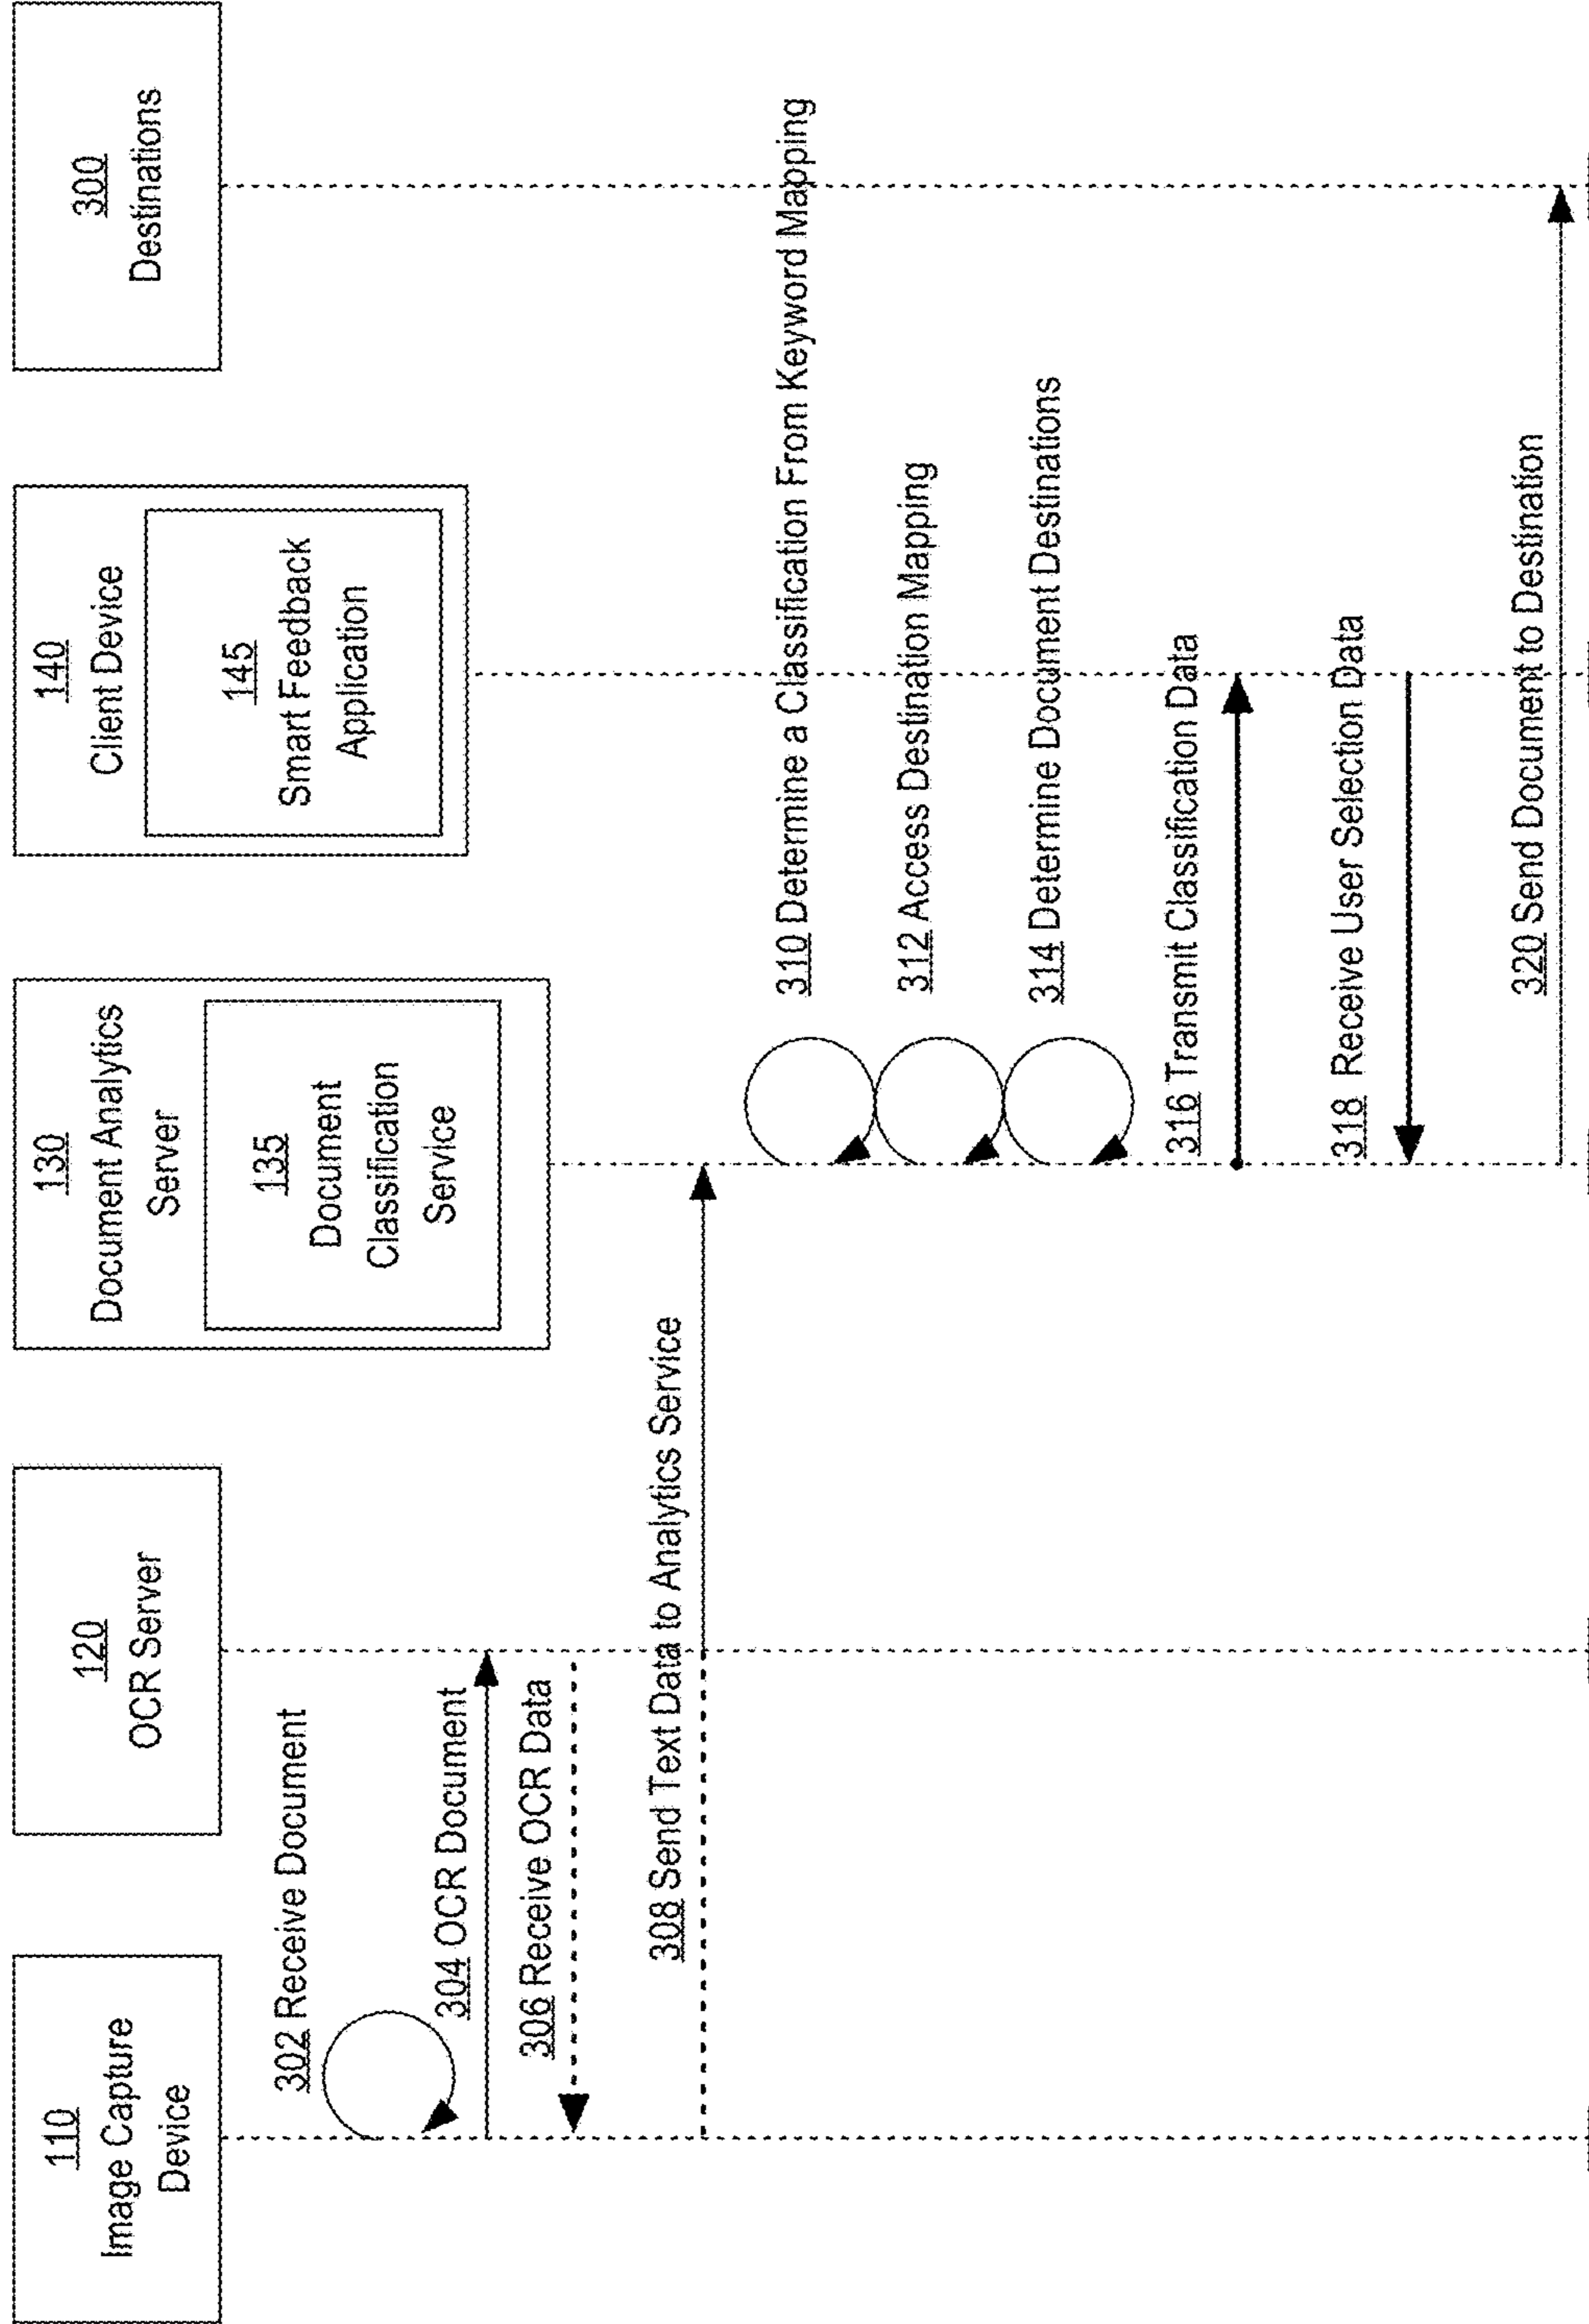 110
Image Capture
Device
120
OCR Server
130
Document Analytics
Server
135
Document
Classification
Service
140
Client Device
145
Smart Feedback
Application
300
Destinations
302 Receive Document
304 OCR Document
306 Receive OCR Data
308 Send Text Data to Analytics Service
310 Determine a Classification From Keyword Mapping
312 Access Destination Mapping
314 Determine Document Destinations
316 Transmit Classification Data
318 Receive User Selection Data
320 Send Document to Destination